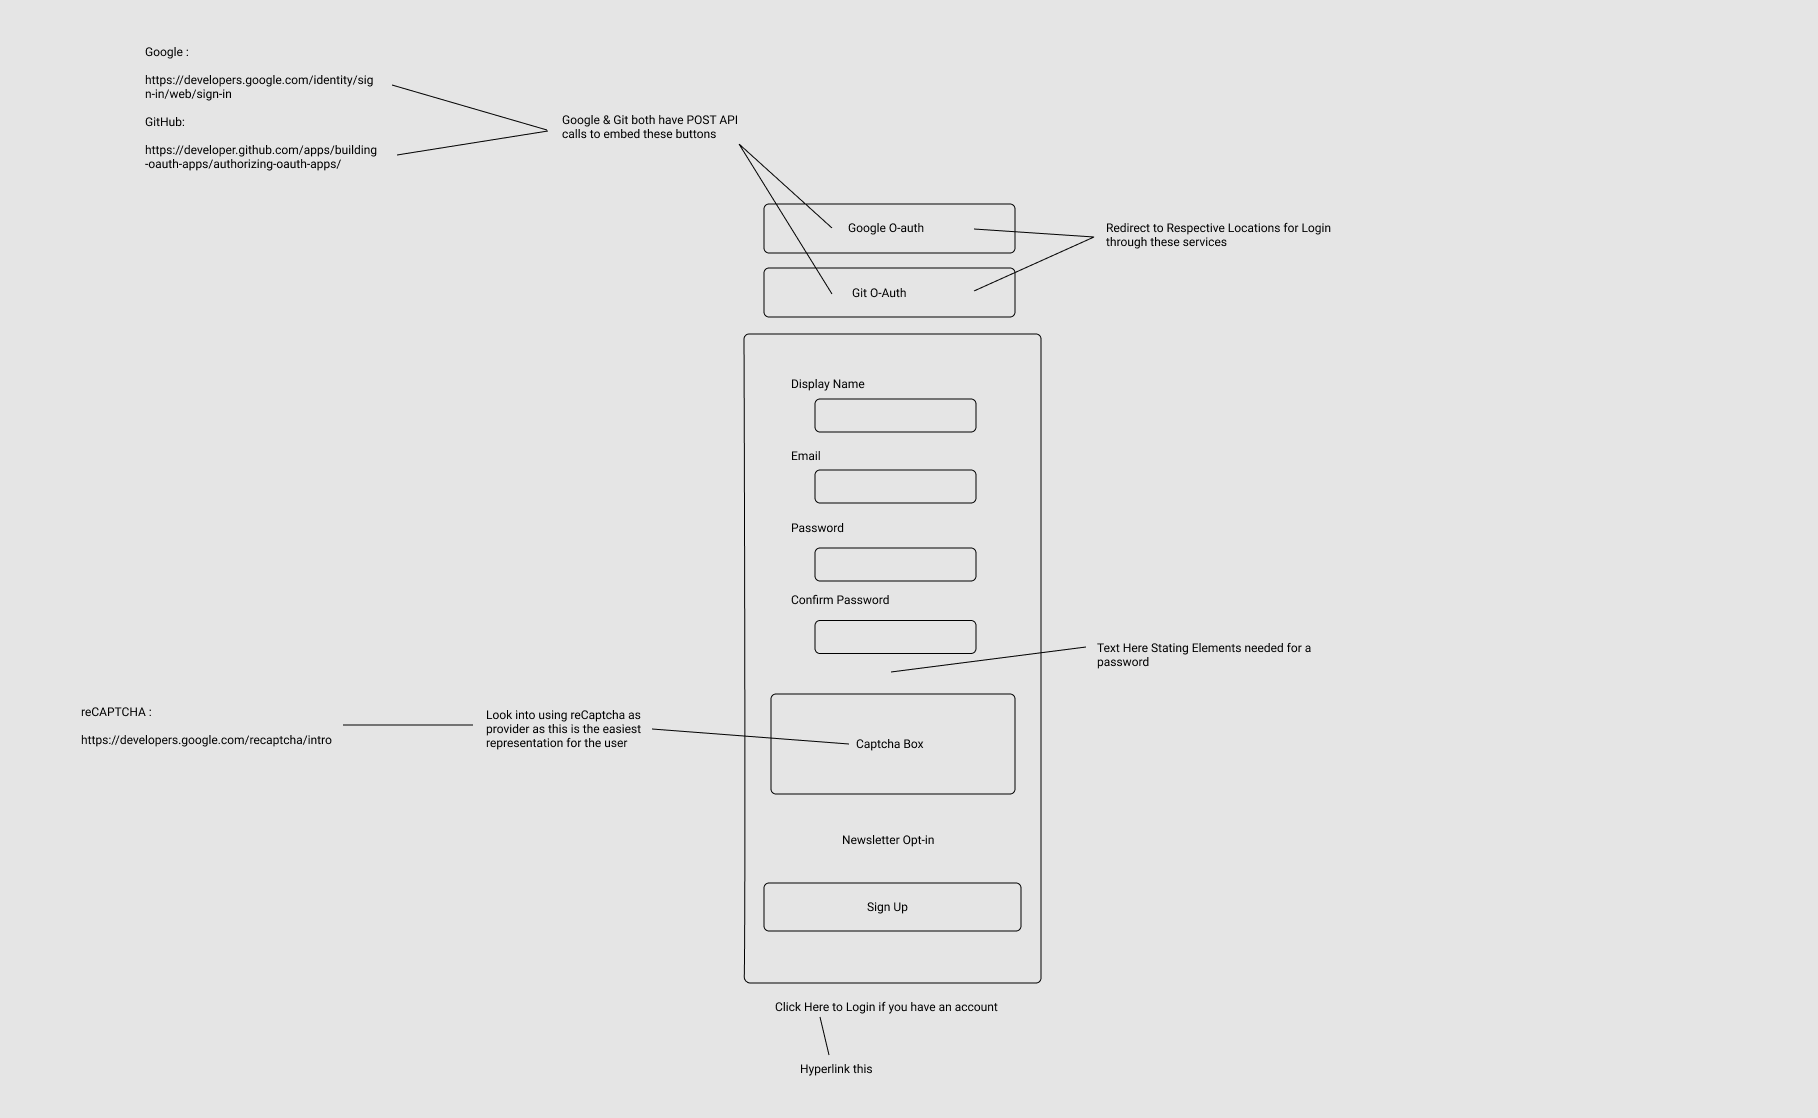 Google :
https://developers.google.com/identity/sig
n-in/web/sign-in
GitHub:
https://developer.github.com/apps/building
-oauth-apps/authorizing-oauth-apps/
Google & Git both have POST API
calls to embed these buttons
Google O-auth
Redirect to Respective Locations for Login
through these services
Git O-Auth
Display Name
Email
Password
Confirm Password
Text Here Stating Elements needed for a
password
reCAPTCHA :
https://developers.google.com/recaptcha/intro
Look into using reCaptcha as
provider as this is the easiest
representation for the user
Captcha Box
Newsletter Opt-in
Sign Up
Click Here to Login if you have an account
Hyperlink this